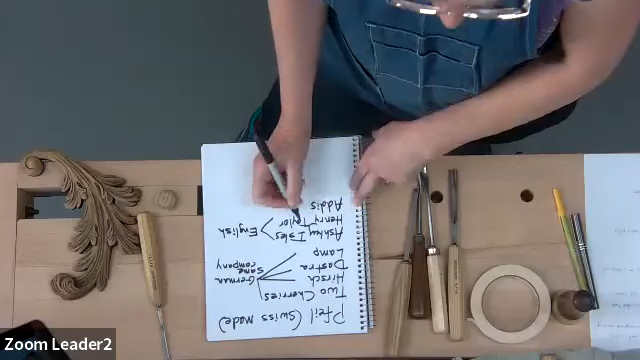 Pfeil (Swiss made)
Two Cherries
Hirsch
Dastra
Lamp
German
Same
company
Ashley Isles
Henry Taylor
Addis
English
Zoom Leader2